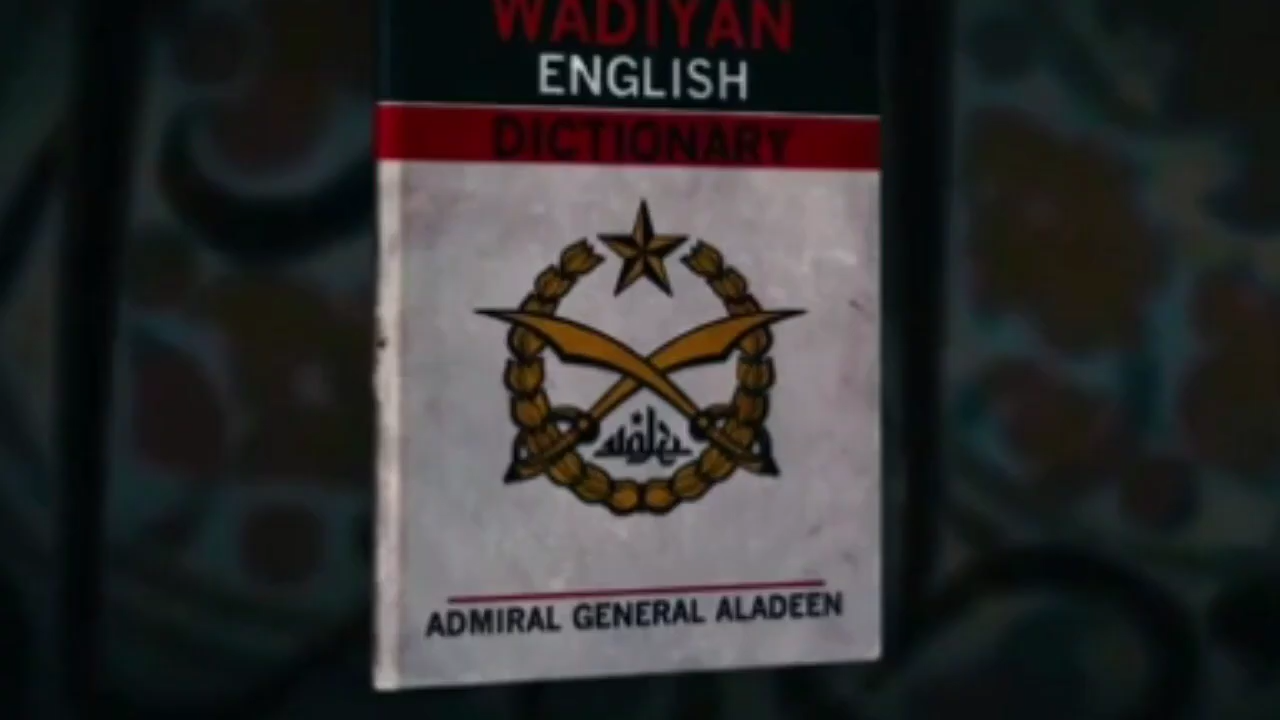 WADIYAN
ENGLISH
DICTIONARY
ADMIRAL GENERAL ALADEEN